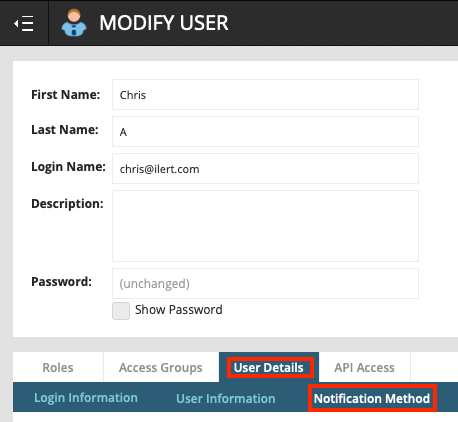 MODIFY USER
First Name: Chris
Last Name: A
Login Name: chris@ilert.com
Description:
Password: (unchanged)
Show Password
Roles Access Groups User Details API Access
Login Information User Information Notification Method